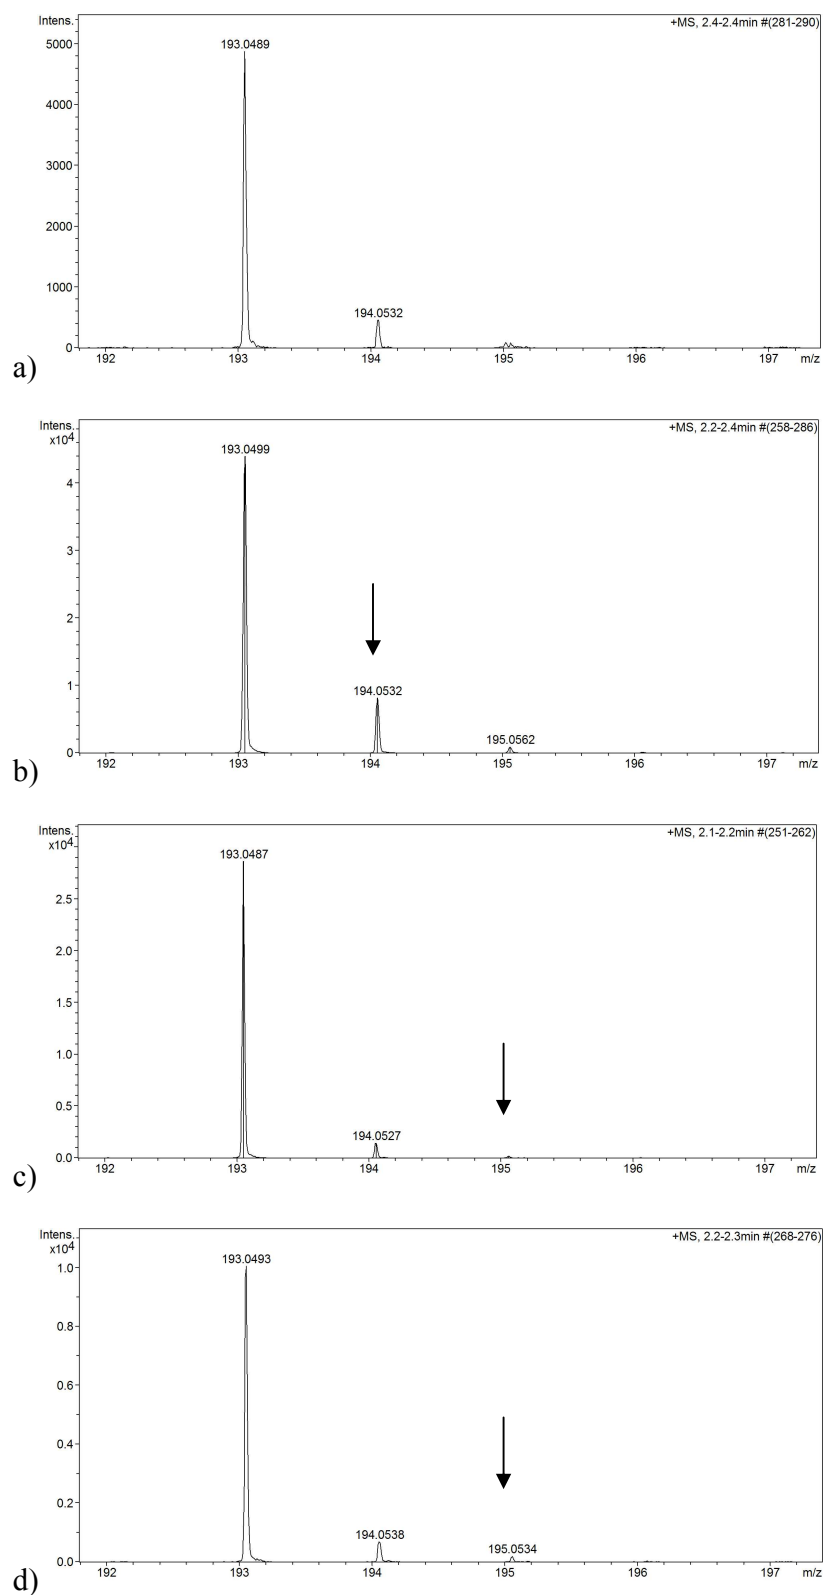 Intens.
+MS, 2.4-2.4min #(281-290)
193.0489
5000
4000
3000
2000
1000
194.0532
0
192 193 194 195 196 197 m/z
a)
Intens.
x10⁴
+MS, 2.2-2.4min #(258-286)
193.0499
4
3
2
1
194.0532
195.0562
0
192 193 194 195 196 197 m/z
b)
Intens.
x10⁴
+MS, 2.1-2.2min #(251-262)
193.0487
2.5
2.0
1.5
1.0
0.5
194.0527
0.0
192 193 194 195 196 197 m/z
c)
Intens.
x10⁴
+MS, 2.2-2.3min #(268-276)
193.0493
1.0
0.8
0.6
0.4
0.2
194.0538
195.0534
0.0
192 193 194 195 196 197 m/z
d)